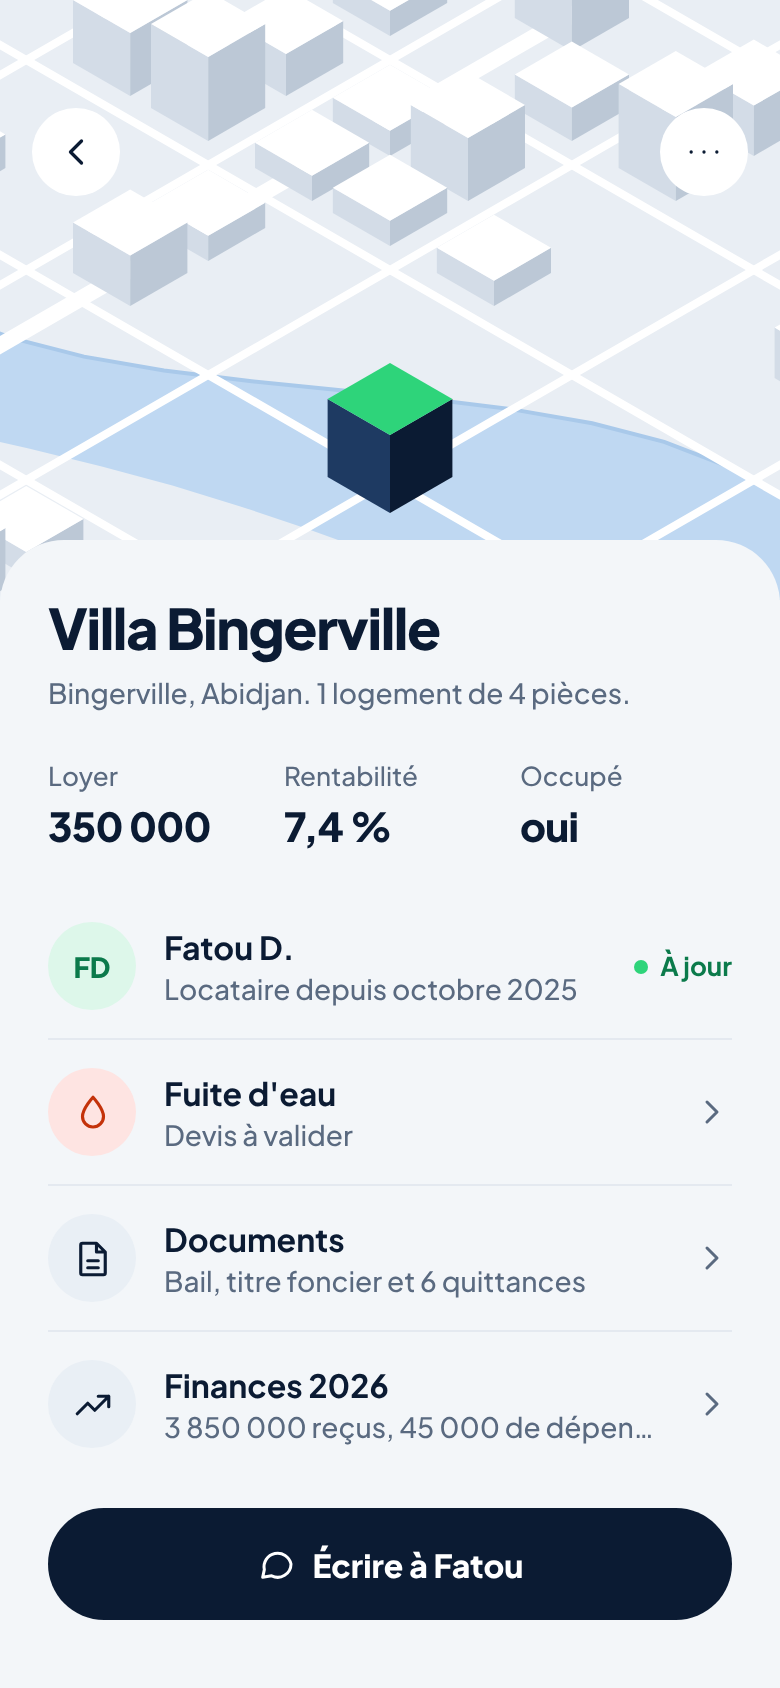 Villa Bingerville
Bingerville, Abidjan. 1 logement de 4 pièces.
Loyer Rentabilité Occupé
350 000 7,4 % oui
FD Fatou D.
Locataire depuis octobre 2025
À jour
Fuite d'eau
Devis à valider
Documents
Bail, titre foncier et 6 quittances
Finances 2026
3 850 000 reçus, 45 000 de dépen...
Écrire à Fatou